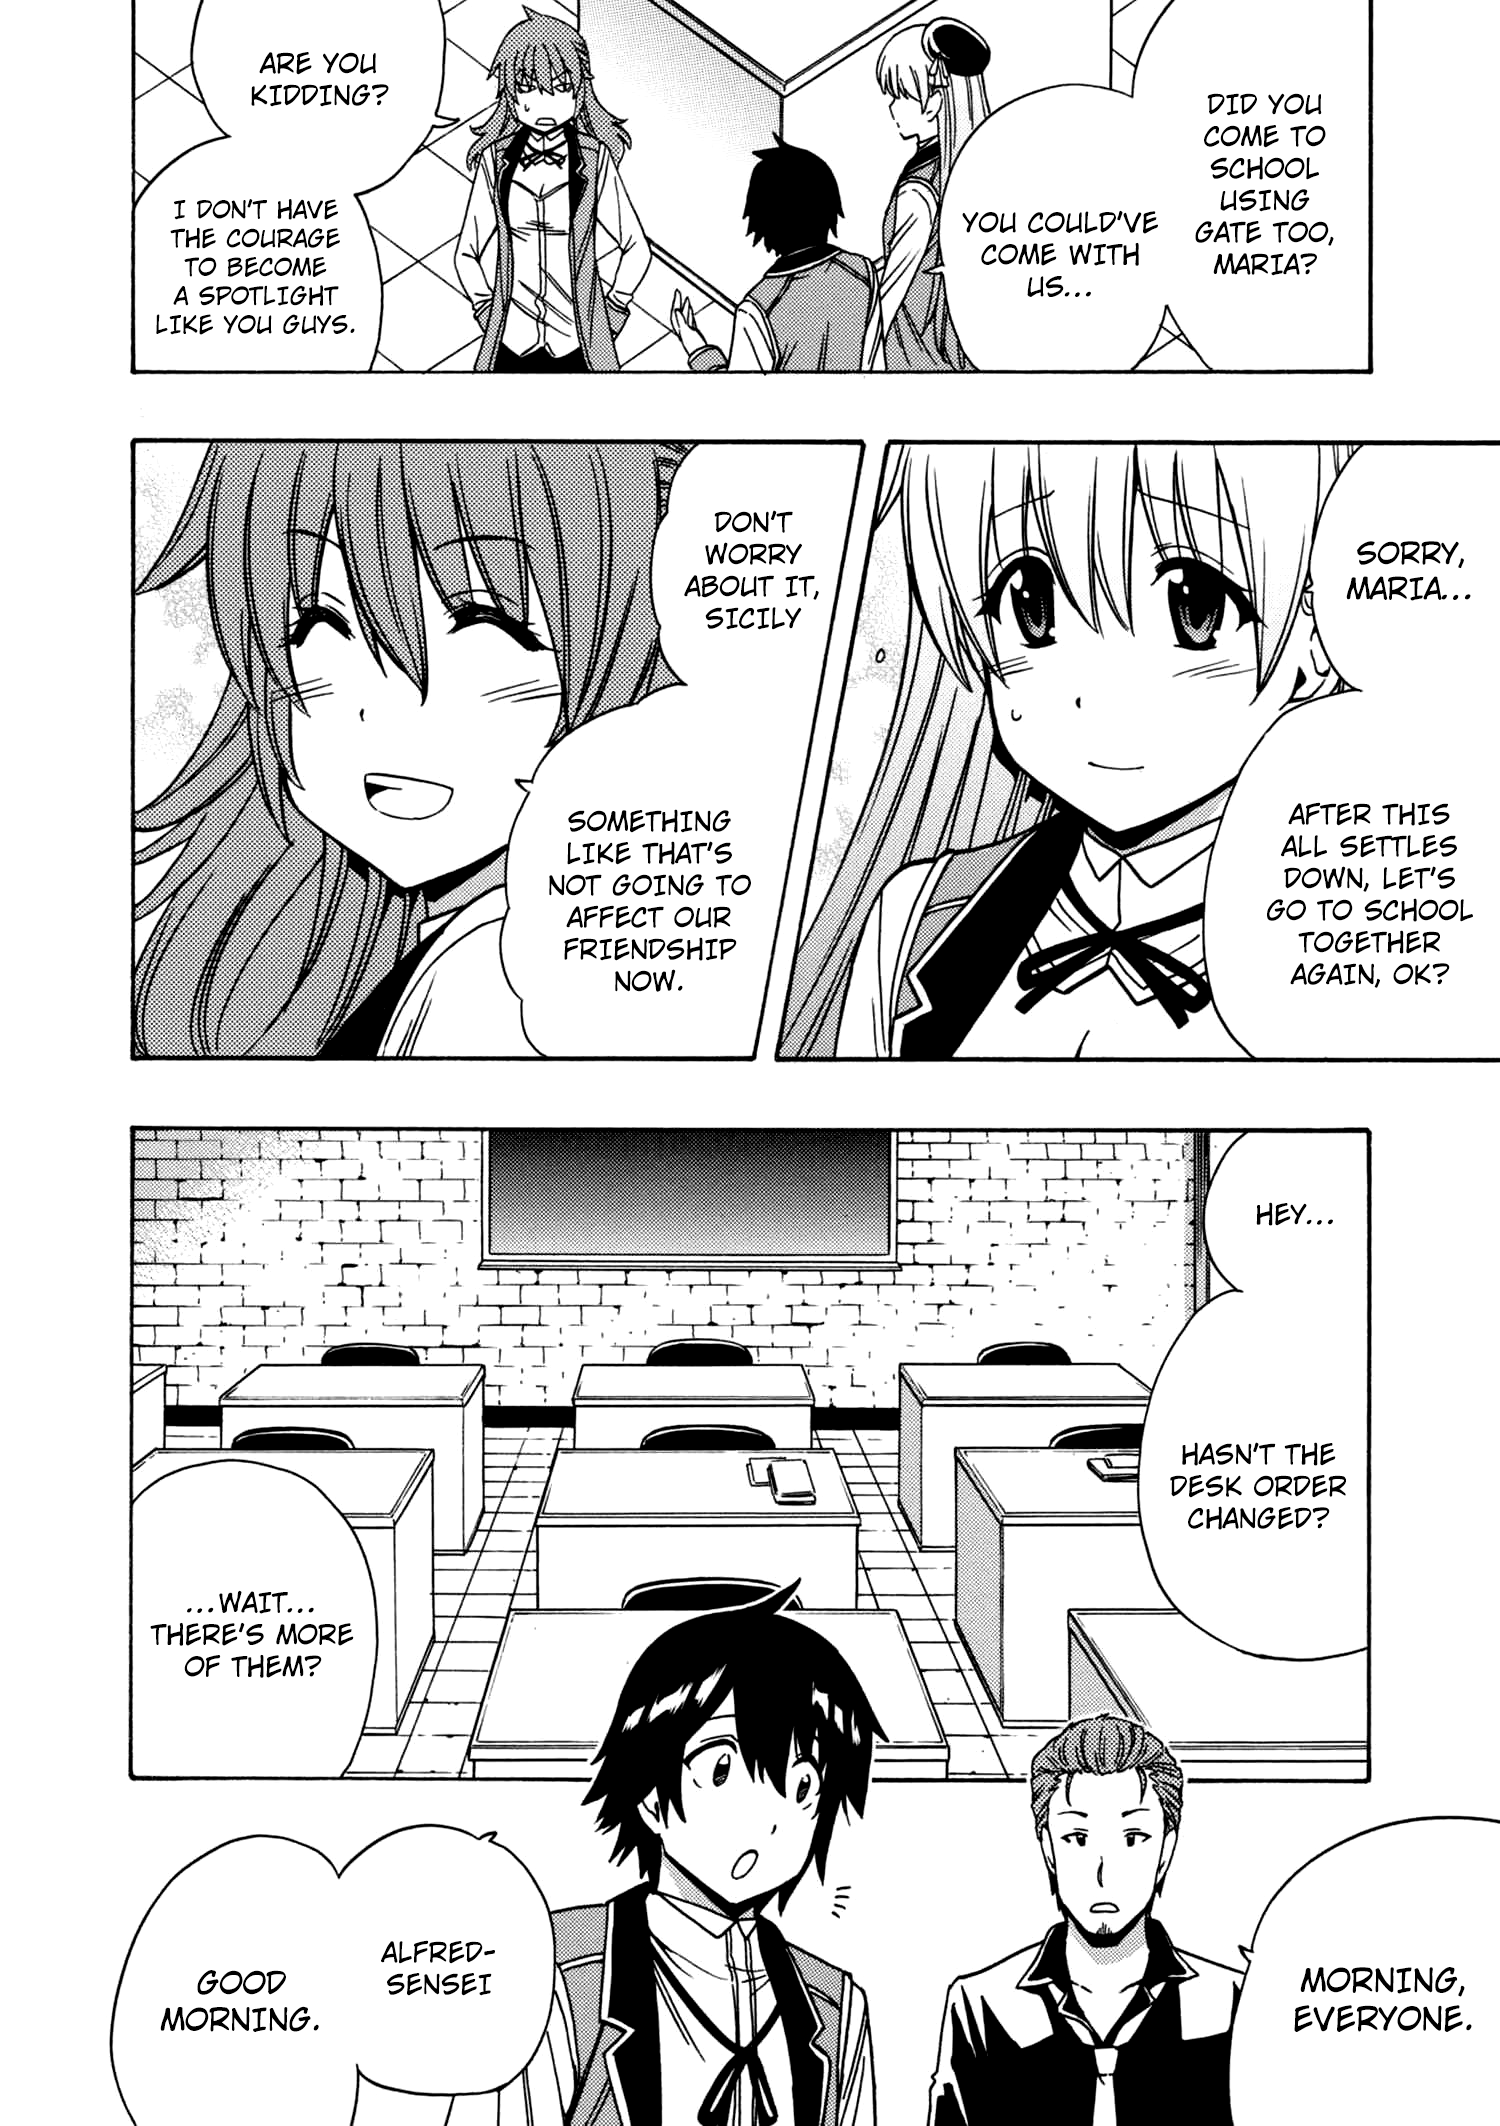 DID YOU
COME TO
SCHOOL
USING
GATE TOO,
MARIA?
YOU COULD'VE
COME WITH
US...
ARE YOU
KIDDING?
I DON'T HAVE
THE COURAGE
TO BECOME
A SPOTLIGHT
LIKE YOU GUYS.
SORRY,
MARIA...
AFTER THIS
ALL SETTLES
DOWN, LET'S
GO TO SCHOOL
TOGETHER
AGAIN, OK?
DON'T
WORRY
ABOUT IT,
SICILY
SOMETHING
LIKE THAT'S
NOT GOING TO
AFFECT OUR
FRIENDSHIP
NOW.
HEY...
HASN'T THE
DESK ORDER
CHANGED?
...WAIT...
THERE'S MORE
OF THEM?
MORNING,
EVERYONE.
ALFRED-
SENSEI
GOOD
MORNING.